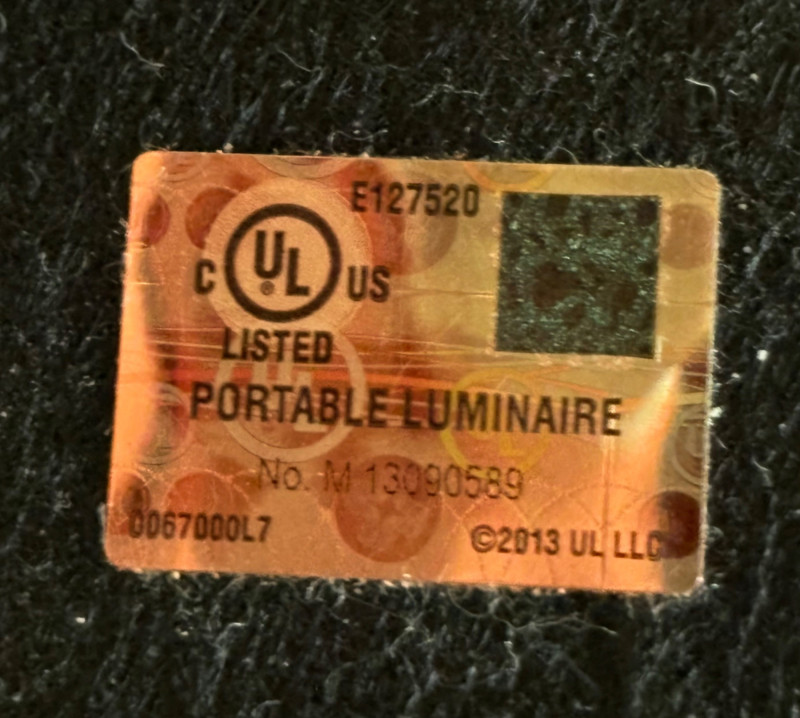 E127520
C UL® US
LISTED
PORTABLE LUMINAIRE
No. M 13090589
0067000L7
©2013 UL LLC